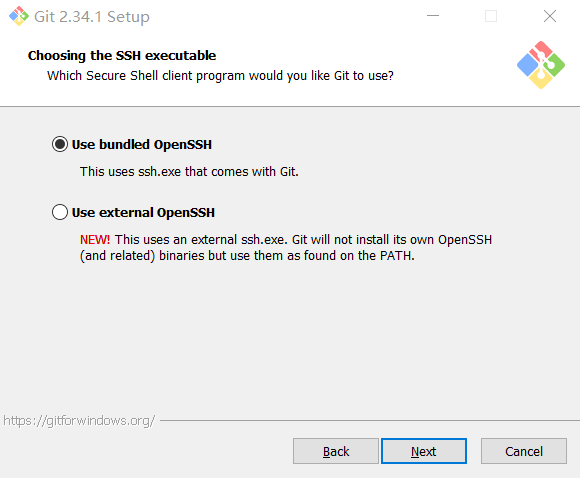 Git 2.34.1 Setup
Choosing the SSH executable
Which Secure Shell client program would you like Git to use?
Use bundled OpenSSH
This uses ssh.exe that comes with Git.
Use external OpenSSH
NEW! This uses an external ssh.exe. Git will not install its own OpenSSH
(and related) binaries but use them as found on the PATH.
https://gitforwindows.org/
Back Next Cancel